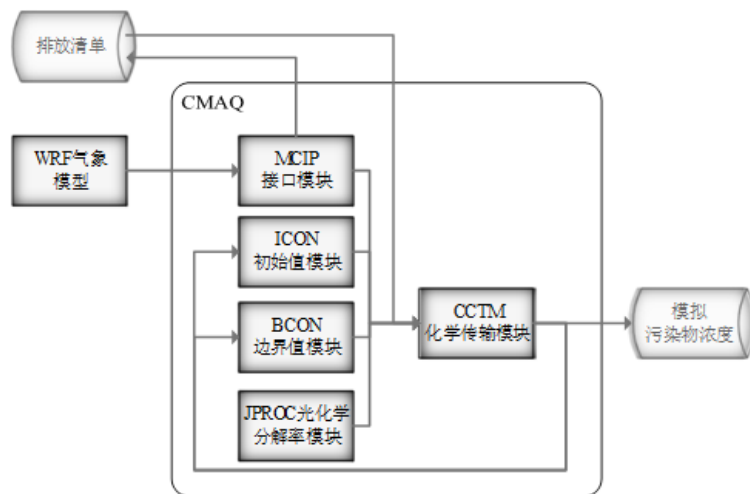 排放清单
CMAQ
WRF气象
模型
MCIP
接口模块
ICON
初始值模块
BCON
边界值模块
JPROC光化学
分解率模块
CCTM
化学传输模块
模拟
污染物浓度